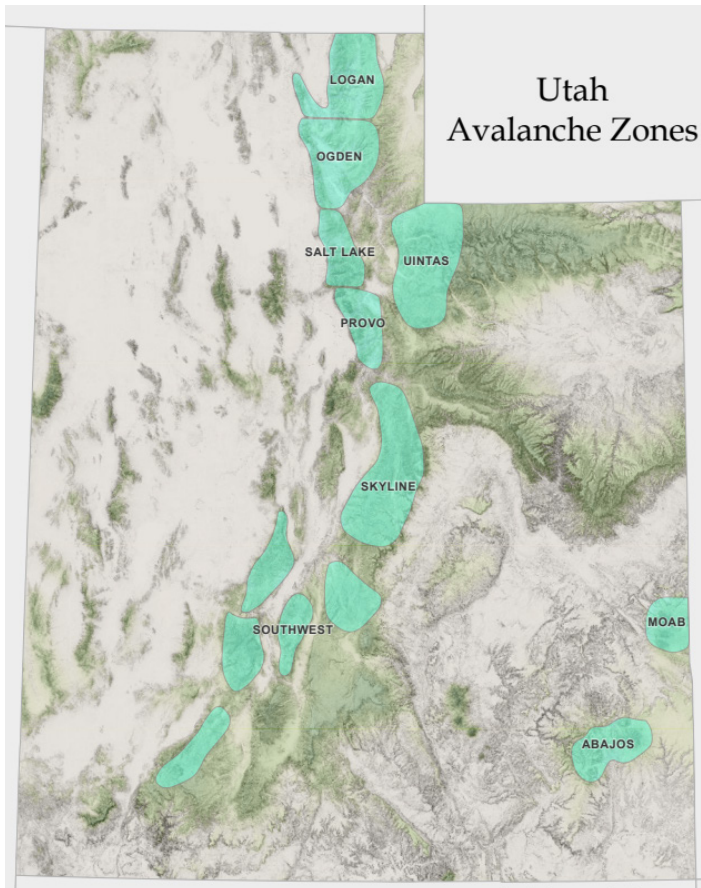 Utah
Avalanche Zones
LOGAN
OGDEN
SALT LAKE
UINTAS
PROVO
SKYLINE
SOUTHWEST
MOAB
ABAJOS